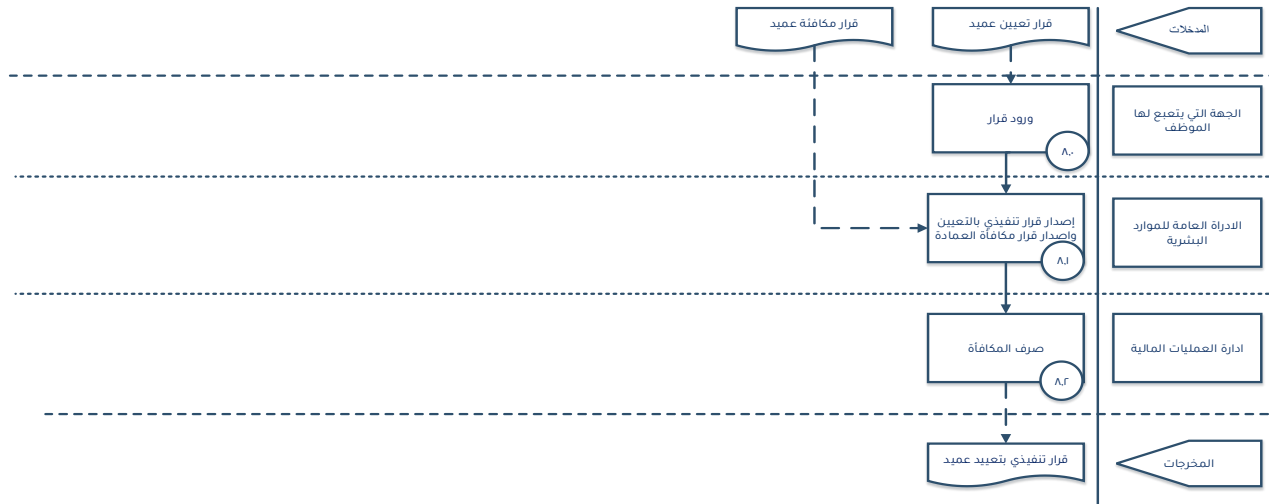 المدخلات
قرار تعيين عميد
قرار مكافئة عميد
الجهة التي يتعبع لها
الموظف
ورود قرار
٨.٠
الادراة العامة للموارد
البشرية
إصدار قرار تنفيذي بالتعيين
واصدار قرار مكافأة العمادة
٨.١
ادارة العمليات المالية
صرف المكافأة
٨.٢
المخرجات
قرار تنفيذي بتعييد عميد